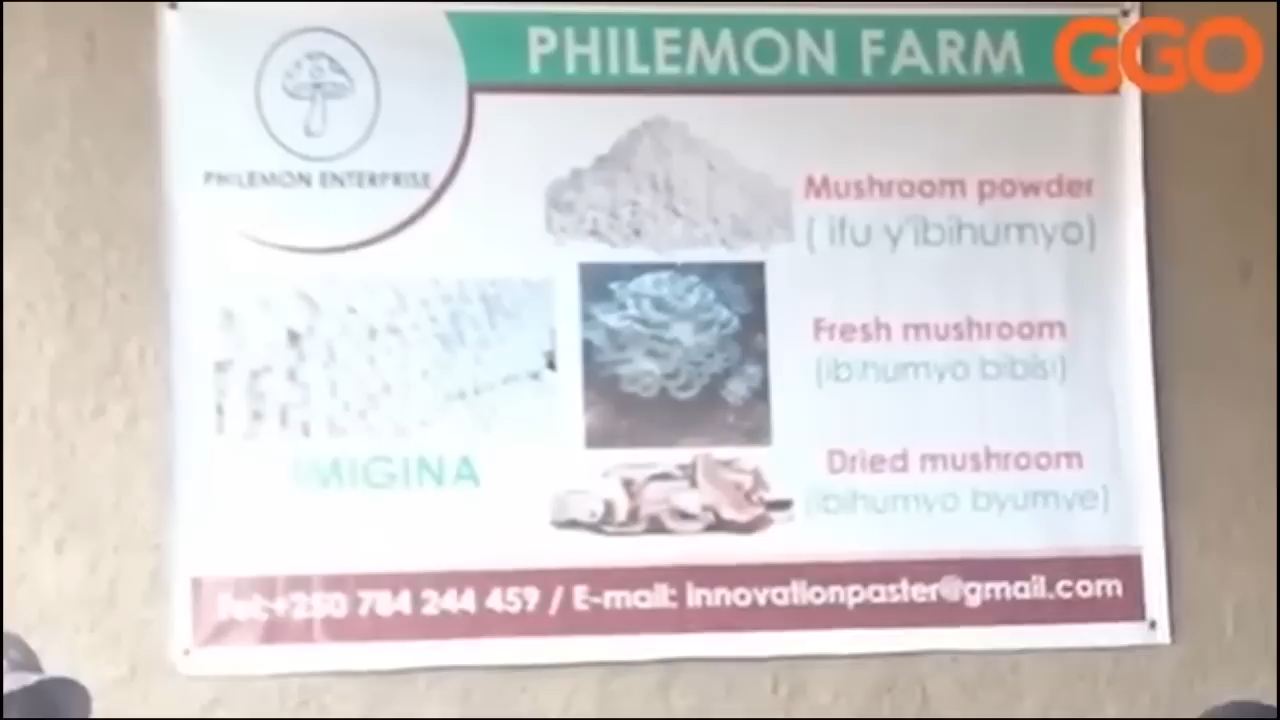 PHILEMON FARM
GGO
PHILEMON ENTERPRISE
Mushroom powder
( ifu y'ibihumyo)
Fresh mushroom
(ibihumyo bibisi)
IMIGINA
Dried mushroom
(ibihumyo byumye)
Tel:+250 784 244 459 / E-mail: innovationpaster@gmail.com